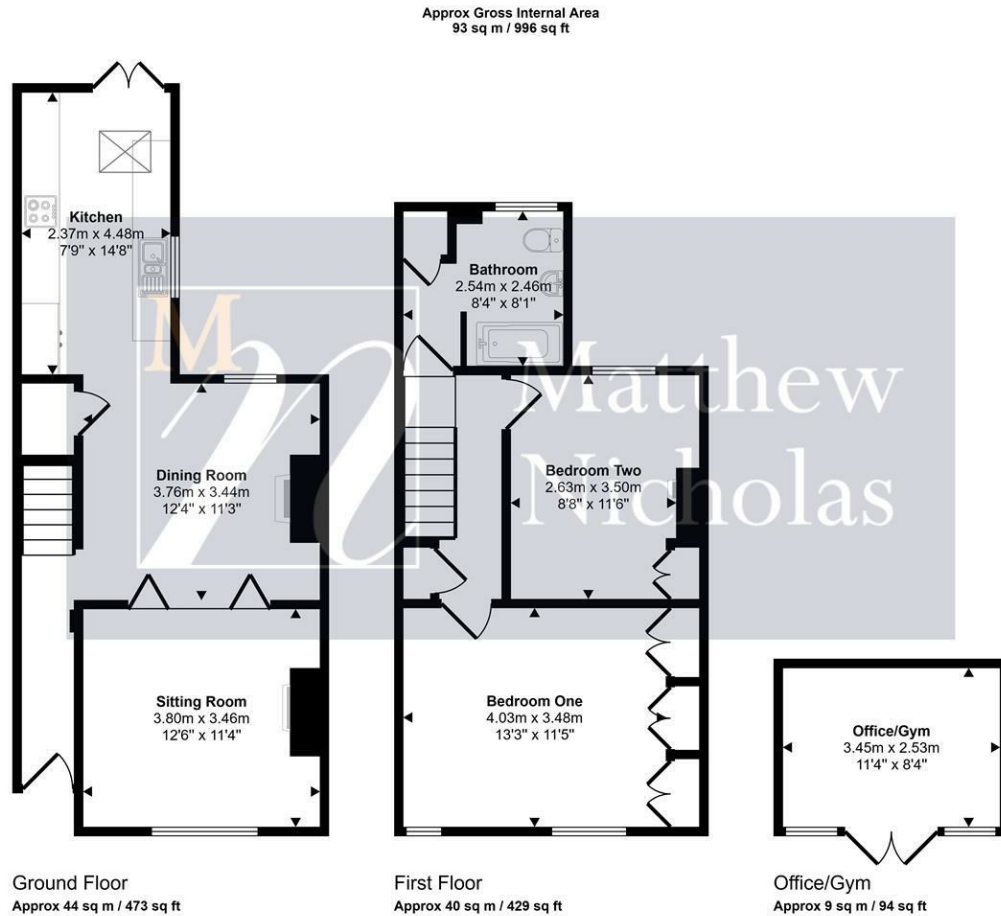 Approx Gross Internal Area
93 sq m / 996 sq ft
Kitchen
2.37m x 4.48m
7'9" x 14'8"
Bathroom
2.54m x 2.46m
8'4" x 8'1"
M
n
Matthew
Nicholas
Dining Room
3.76m x 3.44m
12'4" x 11'3"
Bedroom Two
2.63m x 3.50m
8'8" x 11'6"
Sitting Room
3.80m x 3.46m
12'6" x 11'4"
Bedroom One
4.03m x 3.48m
13'3" x 11'5"
Office/Gym
3.45m x 2.53m
11'4" x 8'4"
Ground Floor
Approx 44 sq m / 473 sq ft
First Floor
Approx 40 sq m / 429 sq ft
Office/Gym
Approx 9 sq m / 94 sq ft